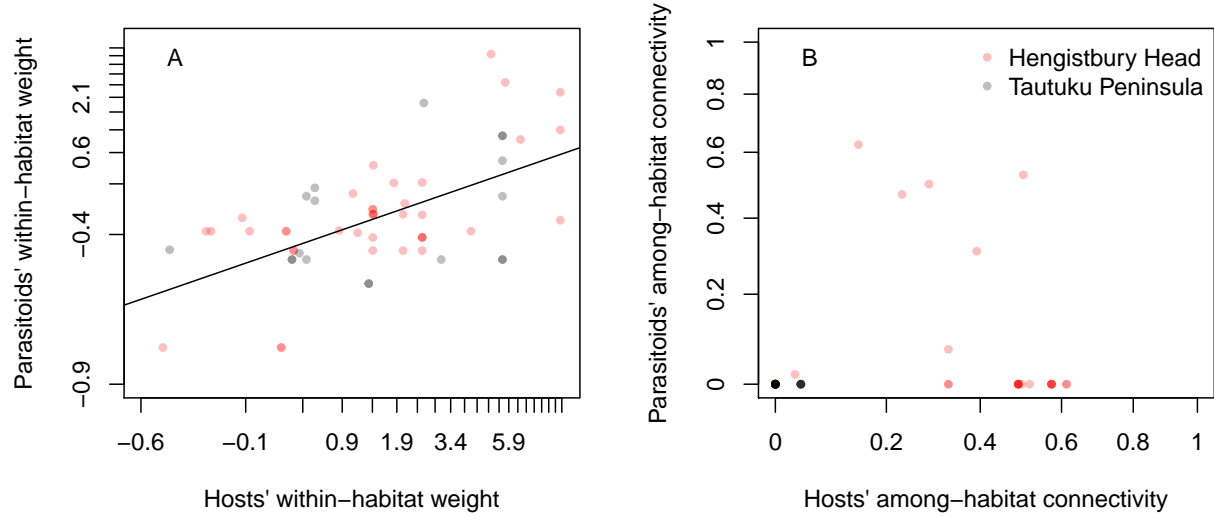 A
Parasitoids' within−habitat weight
2.1
0.6
−0.4
−0.9
−0.6
−0.1
0.9
1.9
3.4
5.9
Hosts' within−habitat weight
B
Hengistbury Head
Tautuku Peninsula
Parasitoids' among−habitat connectivity
1
0.8
0.6
0.4
0.2
0
0
0.2
0.4
0.6
0.8
1
Hosts' among−habitat connectivity